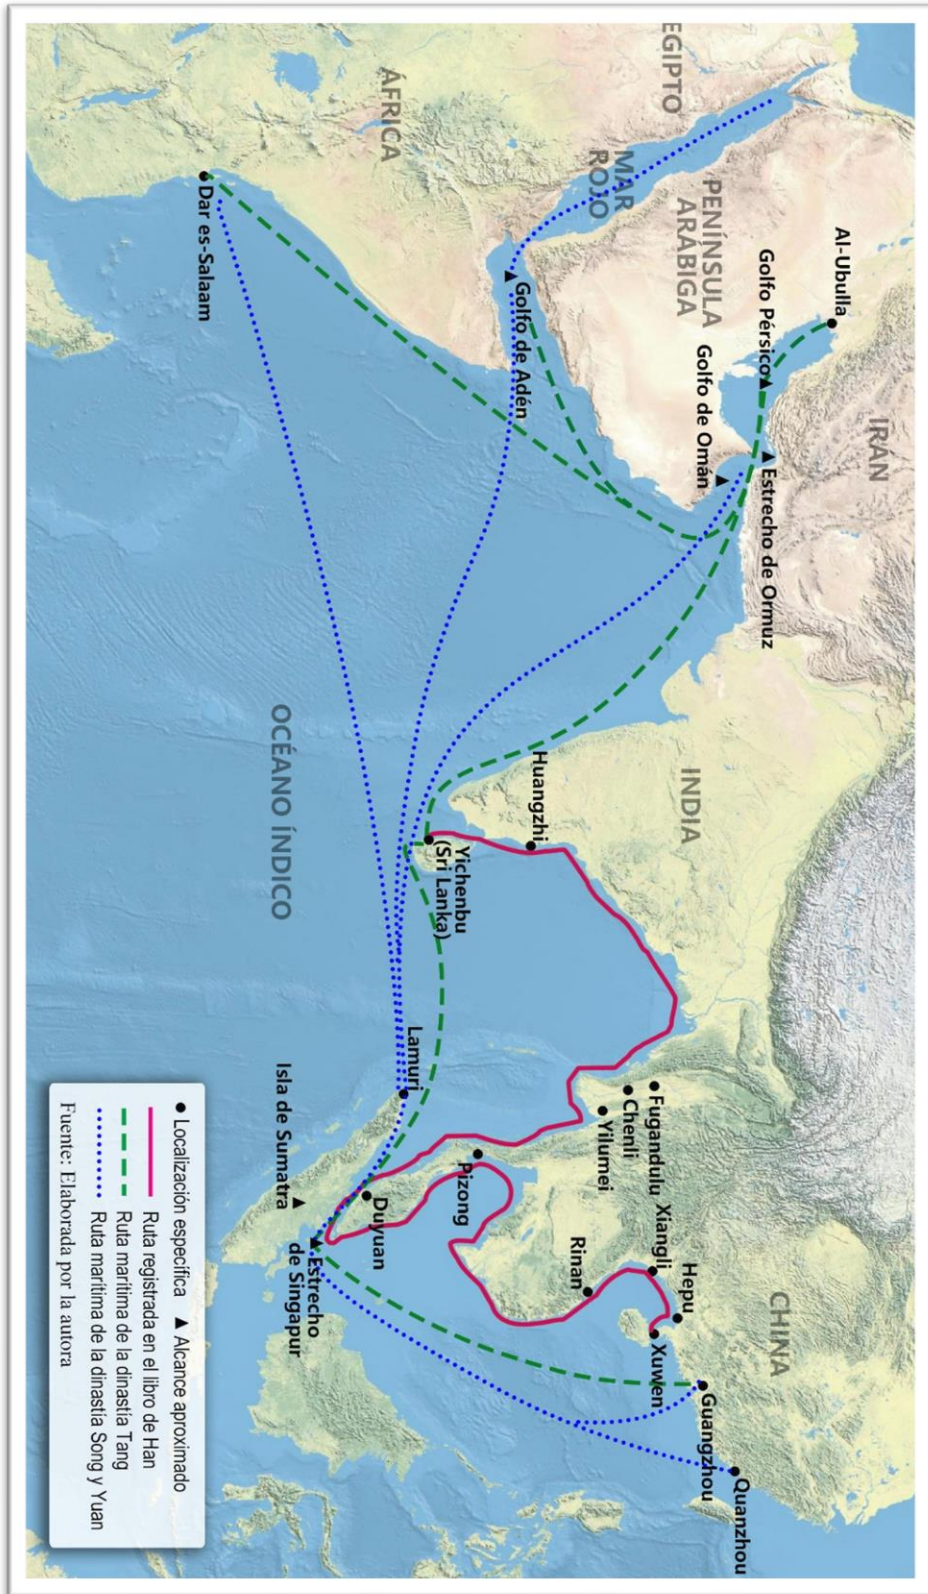 EGIPTO
ÁFRICA
MAR
ROJO
PENÍNSULA
ARÁBIGA
Al-Ubulla
Golfo Pérsico
IRÁN
Dar es-Salaam
Golfo de Adén
Golfo de Omán
Estrecho de Ormuz
OCÉANO ÍNDICO
INDIA
Huangzhi
Yichenbu
(Sri Lanka)
Lamuri
Isla de Sumatra
Fugandulu
Chenli
Yilumei
Pizong
Duyuan
Estrecho
de Singapur
Xiangli
Rinan
Hepu
Xuwen
CHINA
Guangzhou
Quanzhou
Localización específica
Alcance aproximado
Ruta registrada en el libro de Han
Ruta marítima de la dinastía Tang
Ruta marítima de la dinastía Song y Yuan
Fuente: Elaborada por la autora